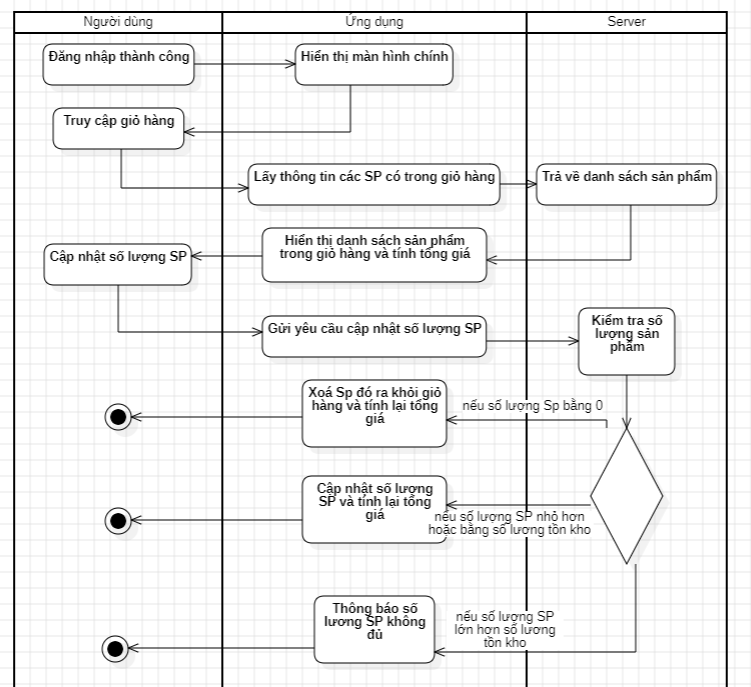 Người dùng
Ứng dụng
Server
Đăng nhập thành công
Hiển thị màn hình chính
Truy cập giỏ hàng
Lấy thông tin các SP có trong giỏ hàng
Trả về danh sách sản phẩm
Hiển thị danh sách sản phẩm
trong giỏ hàng và tính tổng giá
Cập nhật số lượng SP
Gửi yêu cầu cập nhật số lượng SP
Kiểm tra số
lượng sản
phẩm
Xoá Sp đó ra khỏi giỏ
hàng và tính lại tổng
giá
nếu số lượng Sp bằng 0
Cập nhật số lượng
SP và tính lại tổng
giá
nếu số lượng SP nhỏ hơn
hoặc bằng số lương tồn kho
Thông báo số
lương SP không
đủ
nếu số lượng SP
lớn hơn số lương
tồn kho